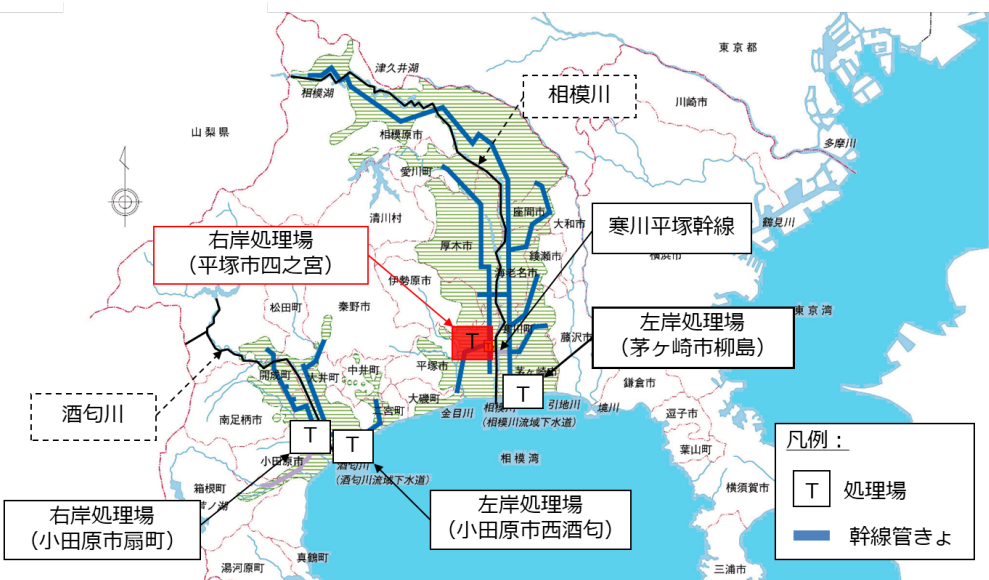 東京都
津久井湖
相模湖
相模川
川崎市
山梨県
相模原市
多摩川
愛川町
清川村
座間市
大和市
鶴見川
右岸処理場
(平塚市四之宮)
寒川平塚幹線
厚木市
綾瀬市
海老名市
横浜市
伊勢原市
松田町
秦野市
東京湾
T
寒川町
藤沢市
左岸処理場
(茅ヶ崎市柳島)
開成町
大井町
中井町
平塚市
茅ヶ崎市
T
鎌倉市
酒匂川
南足柄市
二宮町
大磯町
金目川
相模川
(相模川流域下水道)
引地川
境川
逗子市
T
T
小田原市
酒匂川
(酒匂川流域下水道)
相模湾
葉山町
箱根町
芦ノ湖
横須賀市
凡例:
T
処理場
幹線管きょ
右岸処理場
(小田原市扇町)
左岸処理場
(小田原市西酒匂)
真鶴町
湯河原町
三浦市